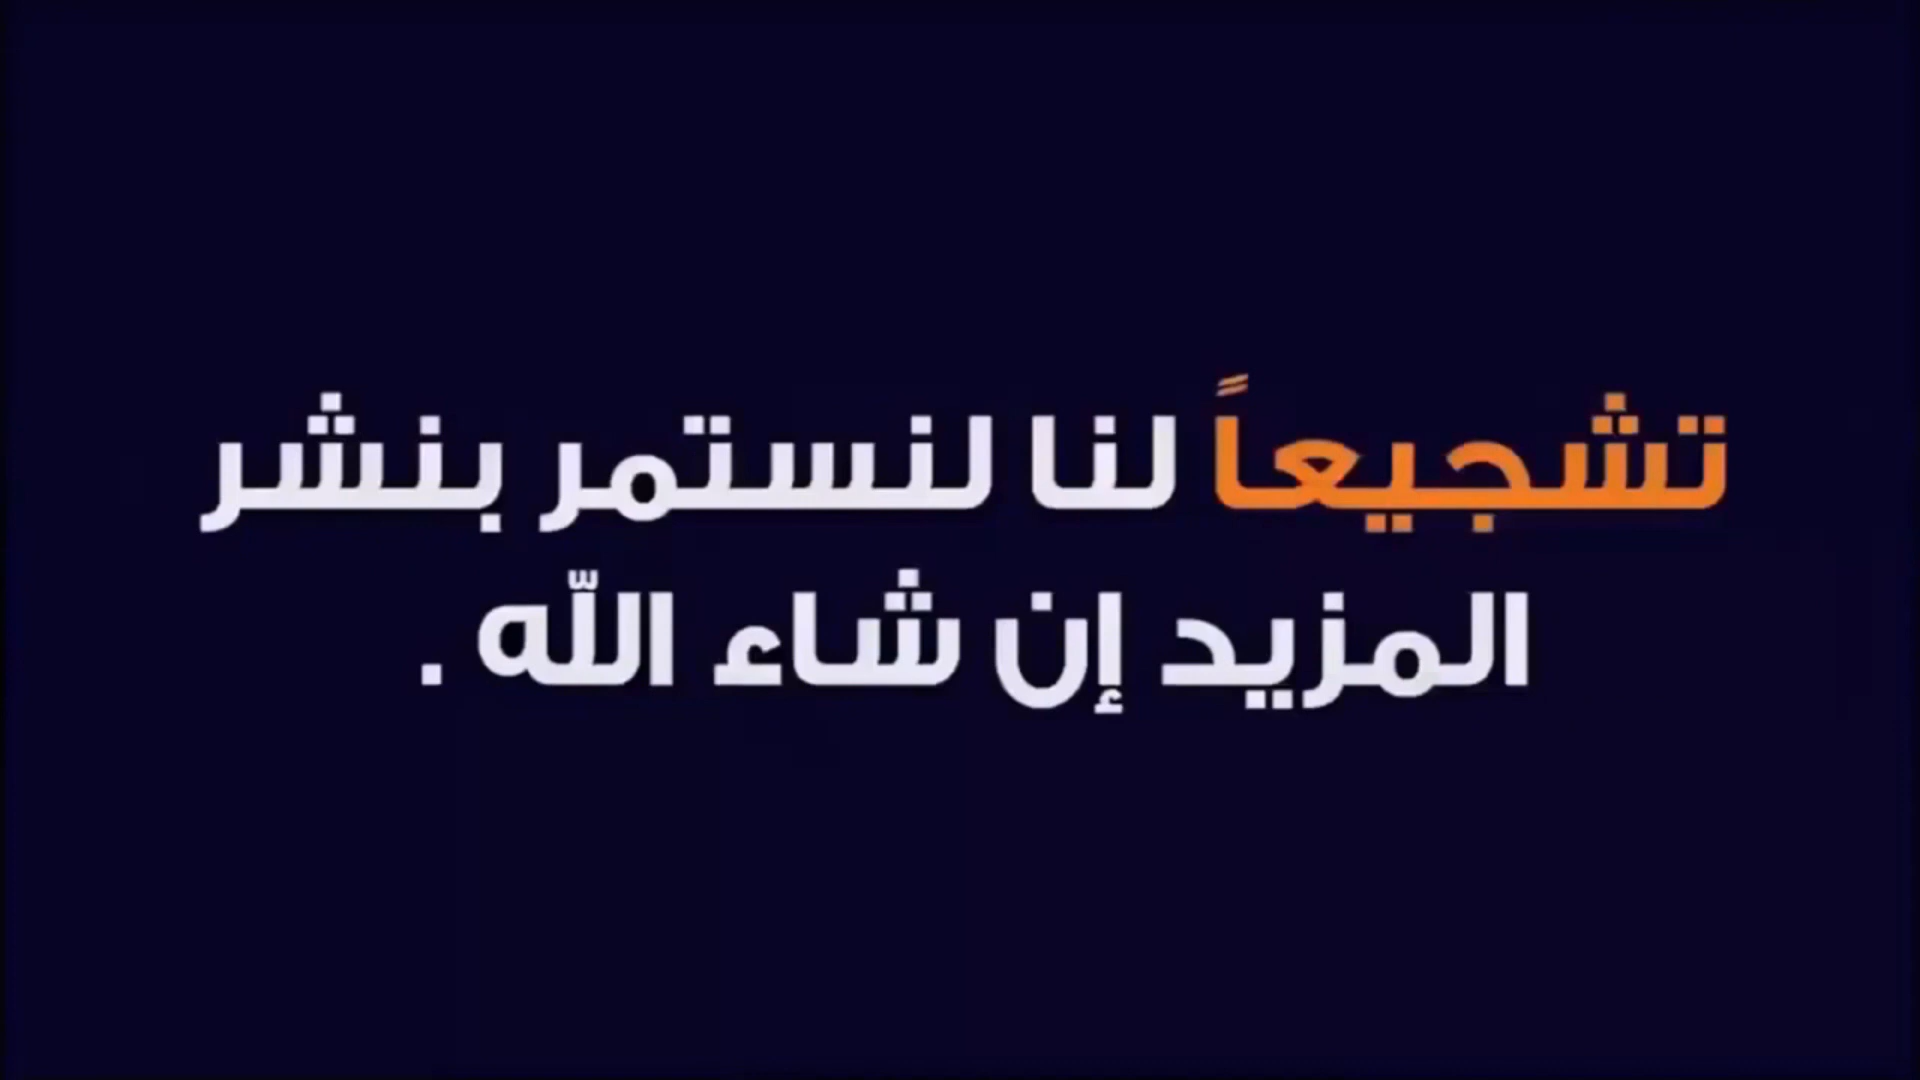 تشجيعاً لنا لنستمر بنشر
المزيد إن شاء اللّه .